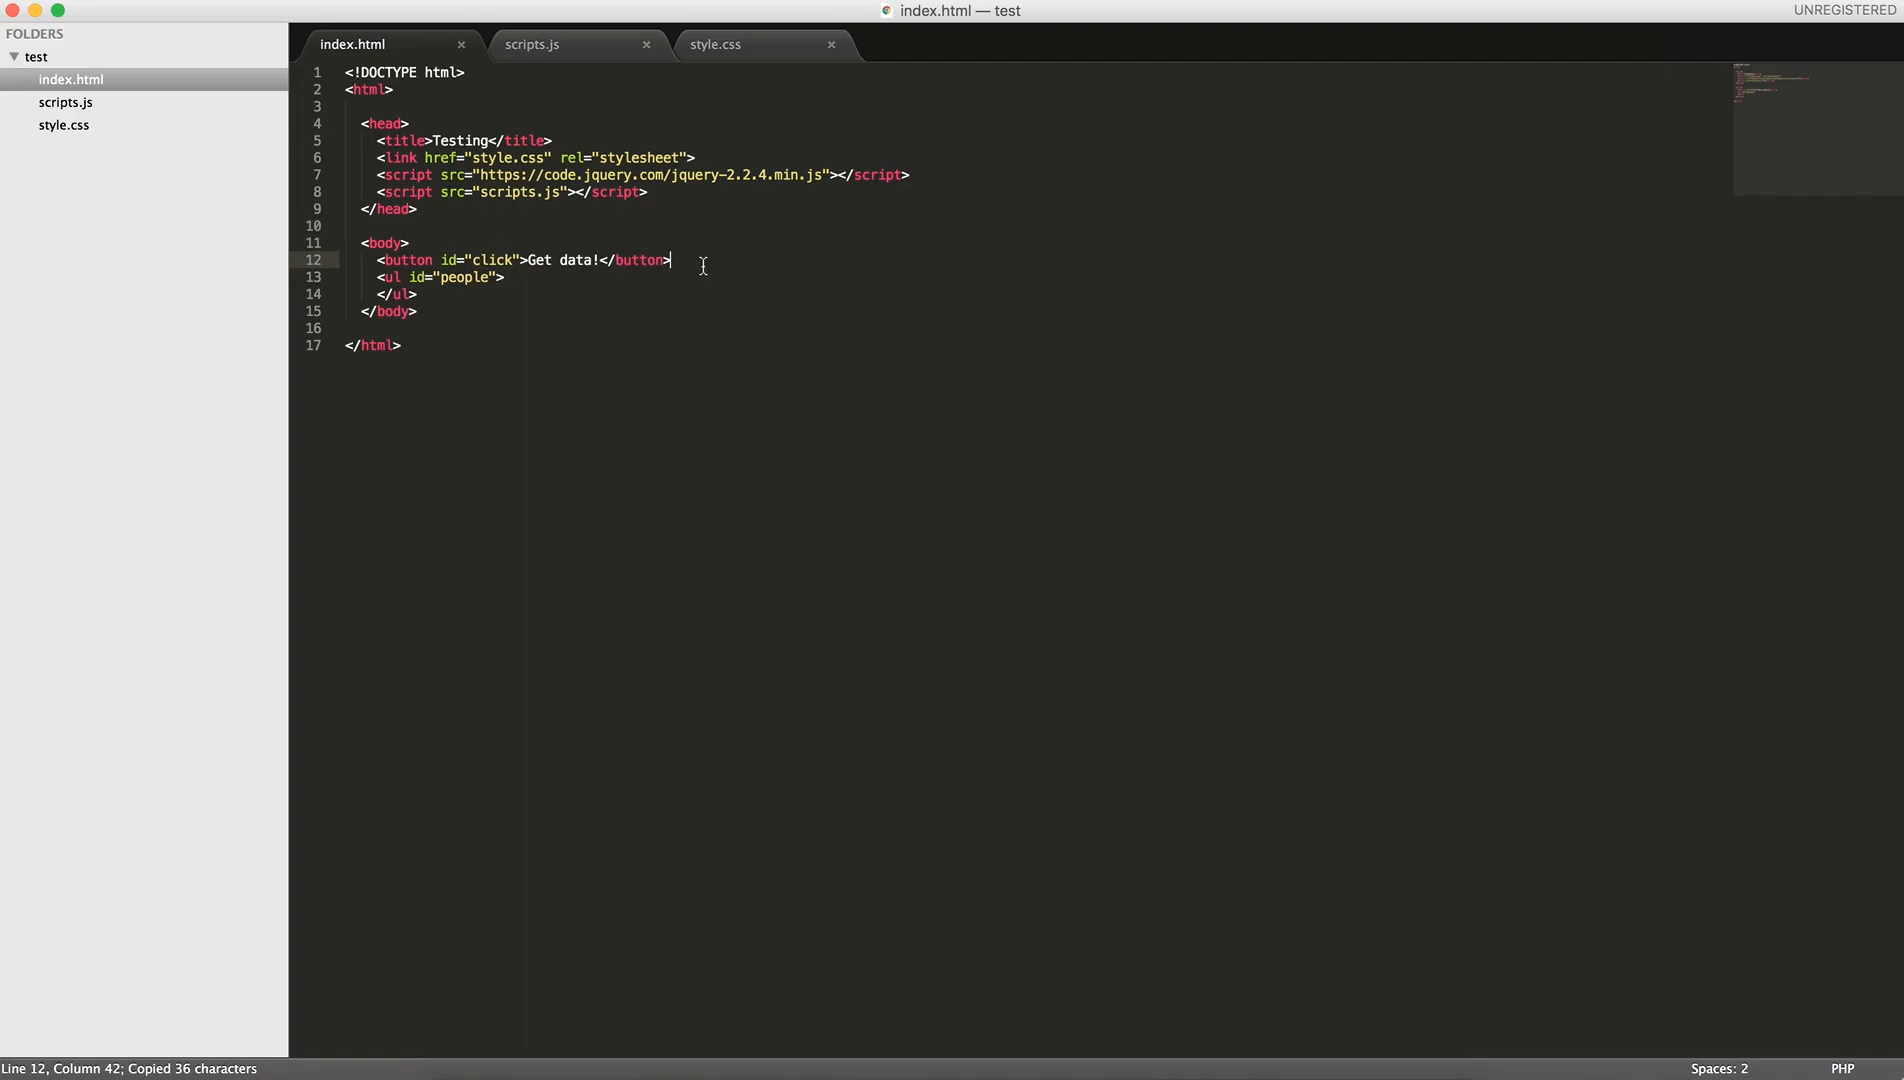 index.html — test
UNREGISTERED
FOLDERS
test
index.html
scripts.js
style.css
index.html × scripts.js × style.css ×
1 <!DOCTYPE html>
2 <html>
3
4 <head>
5 <title>Testing</title>
6 <link href="style.css" rel="stylesheet">
7 <script src="https://code.jquery.com/jquery-2.2.4.min.js"></script>
8 <script src="scripts.js"></script>
9 </head>
10
11 <body>
12 <button id="click">Get data!</button>
13 <ul id="people">
14 </ul>
15 </body>
16
17 </html>
Line 12, Column 42; Copied 36 characters
Spaces: 2
PHP